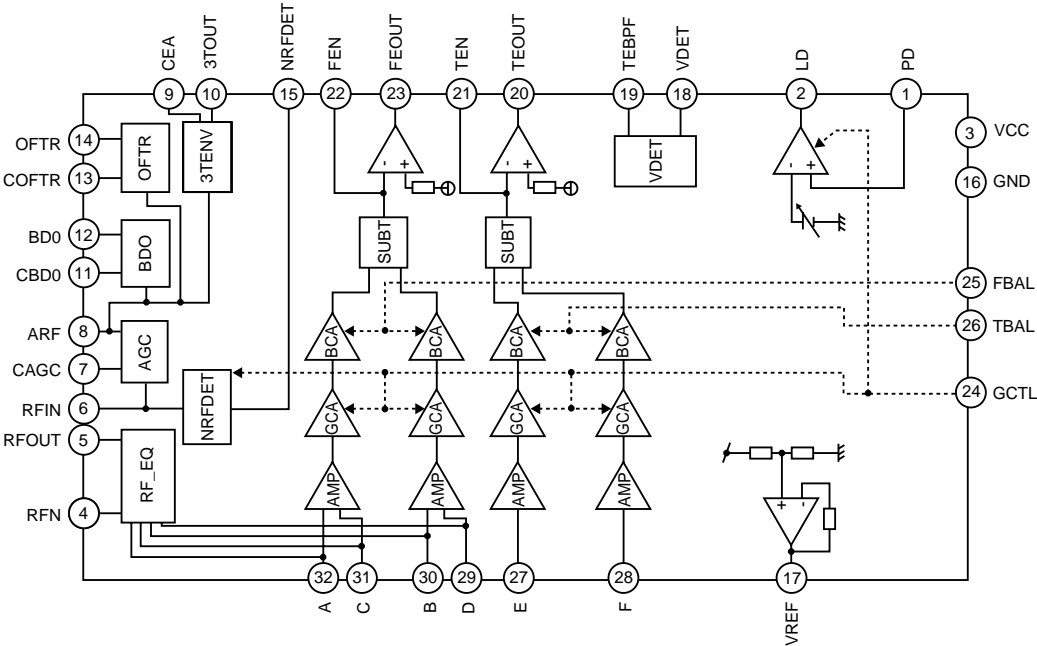 CEA
3TOUT
NRFDET
FEN
FEOUT
TEN
TEOUT
TEBPF
VDET
LD
PD
9
10
15
22
23
21
20
19
18
2
1
OFTR
14
COFTR
13
OFTR
3TENV
- +
- +
VDET
- +
3
VCC
16
GND
BD0
12
CBD0
11
BDO
SUBT
SUBT
25
FBAL
26
TBAL
ARF
8
CAGC
7
AGC
BCA
BCA
BCA
BCA
RFIN
6
NRFDET
GCA
GCA
GCA
GCA
24
GCTL
RFOUT
5
RFN
4
RF_EQ
AMP
AMP
AMP
AMP
+ -
32
31
30
29
27
28
17
A
C
B
D
E
F
VREF